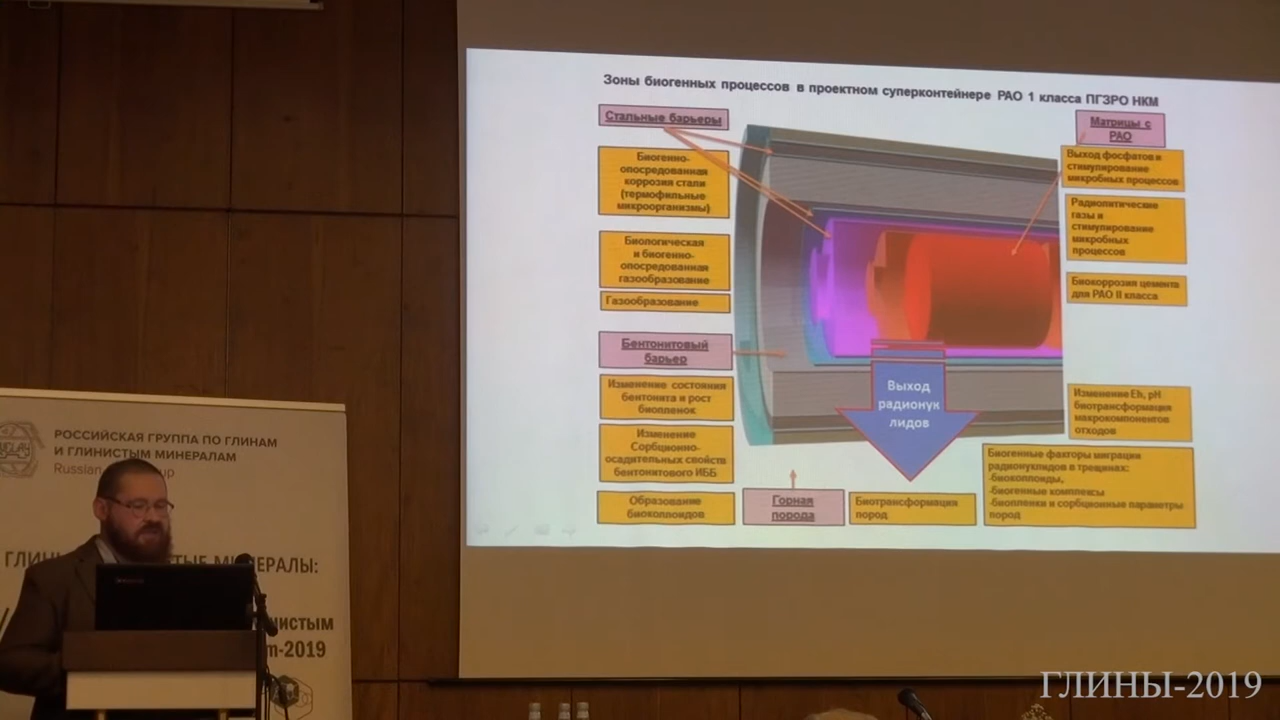 Зоны биогенных процессов в проектном суперконтейнере РАО 1 класса ПГЗРО НКМ
Стальные барьеры
Биогенно-
опосредованная
коррозия стали
(термофильные
микроорганизмы)
Биологическая
и биогенно-
опосредованная
газообразование
Газообразование
Бентонитовый
барьер
Изменение состояния
бентонита и рост
биопленок
Изменение
Сорбционно-
осадительных свойств
бентонитового ИББ
Образование
биоколлоидов
Выход
радионук
лидов
Горная
порода
Биотрансформация
пород
Матрицы с
РАО
Выход фосфатов и
стимулирование
микробных процессов
Радиолитические
газы и
стимулирование
микробных
процессов
Биокоррозия цемента
для РАО II класса
Изменение Eh, pH
биотрансформация
макрокомпонентов
отходов
Биогенные факторы миграции
радионуклидов в трещинах:
-биоколлоиды,
-биогенные комплексы
-биопленки и сорбционные параметры
пород
РОССИЙСКАЯ ГРУППА ПО ГЛИНАМ
И ГЛИНИСТЫМ МИНЕРАЛАМ
Russian
ГЛИ
МИНЕРАЛЫ:
-2019
ГЛИНЫ-2019